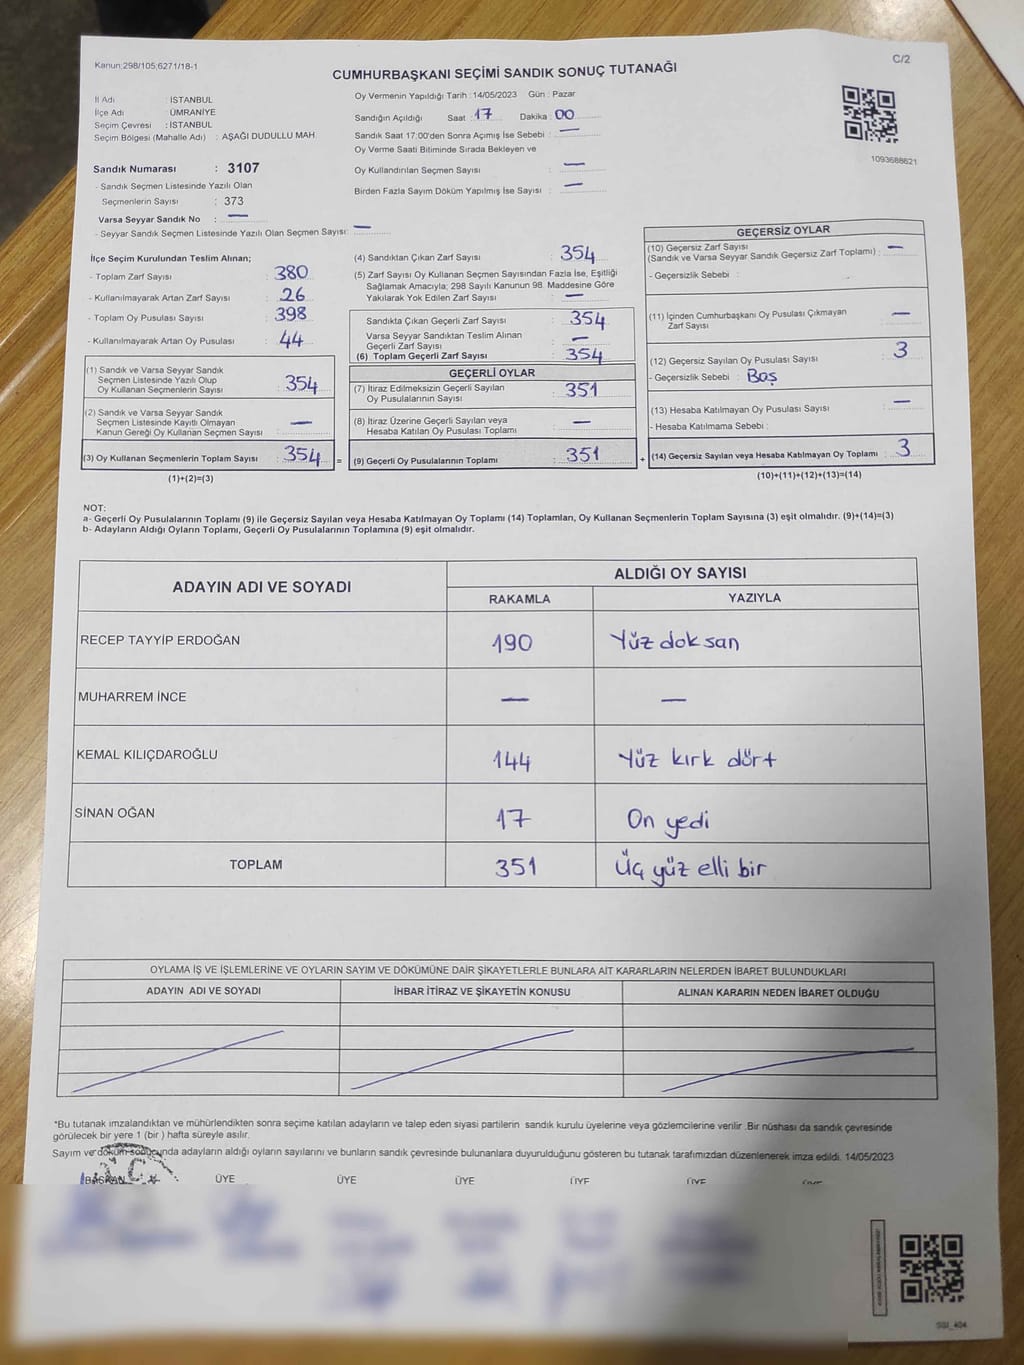 Kanun:298/105;6271/18-1
C/2
CUMHURBAŞKANI SEÇİMİ SANDIK SONUÇ TUTANAĞI
İl Adı : İSTANBUL
İlçe Adı : ÜMRANİYE
Seçim Çevresi : İSTANBUL
Seçim Bölgesi (Mahalle Adı) : AŞAĞI DUDULLU MAH.
Sandık Numarası : 3107
- Sandık Seçmen Listesinde Yazılı Olan
Seçmenlerin Sayısı : 373
Varsa Seyyar Sandık No : —
- Seyyar Sandık Seçmen Listesinde Yazılı Olan Seçmen Sayısı: —
Oy Vermenin Yapıldığı Tarih : 14/05/2023 Gün : Pazar
Sandığın Açıldığı Saat : 17 Dakika : 00
Sandık Saat 17:00'den Sonra Açımış İse Sebebi : —
Oy Verme Saati Bitiminde Sırada Bekleyen ve
Oy Kullandırılan Seçmen Sayısı : —
Birden Fazla Sayım Döküm Yapılmış İse Sayısı : —
1093688621
İlçe Seçim Kurulundan Teslim Alınan;
- Toplam Zarf Sayısı : 380
- Kullanılmayarak Artan Zarf Sayısı : 26
- Toplam Oy Pusulası Sayısı : 398
- Kullanılmayarak Artan Oy Pusulası : 44
(1) Sandık ve Varsa Seyyar Sandık
Seçmen Listesinde Yazılı Olup
Oy Kullanan Seçmenlerin Sayısı : 354
(2) Sandık ve Varsa Seyyar Sandık
Seçmen Listesinde Kayıtlı Olmayan
Kanun Gereği Oy Kullanan Seçmen Sayısı : —
(3) Oy Kullanan Seçmenlerin Toplam Sayısı : 354 =
(1)+(2)=(3)
(4) Sandıktan Çıkan Zarf Sayısı : 354
(5) Zarf Sayısı Oy Kullanan Seçmen Sayısından Fazla İse, Eşitliği
Sağlamak Amacıyla; 298 Sayılı Kanunun 98. Maddesine Göre
Yakılarak Yok Edilen Zarf Sayısı : —
Sandıkta Çıkan Geçerli Zarf Sayısı : 354
Varsa Seyyar Sandıktan Teslim Alınan
Geçerli Zarf Sayısı : —
(6) Toplam Geçerli Zarf Sayısı : 354
GEÇERLİ OYLAR
(7) İtiraz Edilmeksizin Geçerli Sayılan
Oy Pusulalarının Sayısı : 351
(8) İtiraz Üzerine Geçerli Sayılan veya
Hesaba Katılan Oy Pusulası Toplamı : —
(9) Geçerli Oy Pusulalarının Toplamı : 351 +
GEÇERSİZ OYLAR
(10) Geçersiz Zarf Sayısı
(Sandık ve Varsa Seyyar Sandık Geçersiz Zarf Toplamı) : —
- Geçersizlik Sebebi :
(11) İçinden Cumhurbaşkanı Oy Pusulası Çıkmayan
Zarf Sayısı : —
(12) Geçersiz Sayılan Oy Pusulası Sayısı : 3
- Geçersizlik Sebebi : Boş
(13) Hesaba Katılmayan Oy Pusulası Sayısı : —
- Hesaba Katılmama Sebebi :
(14) Geçersiz Sayılan veya Hesaba Katılmayan Oy Toplamı : 3
(10)+(11)+(12)+(13)=(14)
NOT:
a- Geçerli Oy Pusulalarının Toplamı (9) ile Geçersiz Sayılan veya Hesaba Katılmayan Oy Toplamı (14) Toplamları, Oy Kullanan Seçmenlerin Toplam Sayısına (3) eşit olmalıdır. (9)+(14)=(3)
b- Adayların Aldığı Oyların Toplamı, Geçerli Oy Pusulalarının Toplamına (9) eşit olmalıdır.
ADAYIN ADI VE SOYADI ALDIĞI OY SAYISI
RAKAMLA YAZIYLA
RECEP TAYYİP ERDOĞAN 190 Yüz doksan
MUHARREM İNCE — —
KEMAL KILIÇDAROĞLU 144 Yüz kırk dört
SİNAN OĞAN 17 On yedi
TOPLAM 351 Üç yüz elli bir
OYLAMA İŞ VE İŞLEMLERİNE VE OYLARIN SAYIM VE DÖKÜMÜNE DAİR ŞİKAYETLERLE BUNLARA AİT KARARLARIN NELERDEN İBARET BULUNDUKLARI
ADAYIN ADI VE SOYADI İHBAR İTİRAZ VE ŞİKAYETİN KONUSU ALINAN KARARIN NEDEN İBARET OLDUĞU
*Bu tutanak imzalandıktan ve mühürlendikten sonra seçime katılan adayların ve talep eden siyasi partilerin sandık kurulu üyelerine veya gözlemcilerine verilir .Bir nüshası da sandık çevresinde
görülecek bir yere 1 (bir ) hafta süreyle asılır.
Sayım ve döküm sonucunda adayların aldığı oyların sayılarını ve bunların sandık çevresinde bulunanlara duyurulduğunu gösteren bu tutanak tarafımızdan düzenlenerek imza edildi. 14/05/2023
BAŞKAN ÜYE ÜYE ÜYE ÜYE ÜYE ÜYE
T.C.
SSI_404